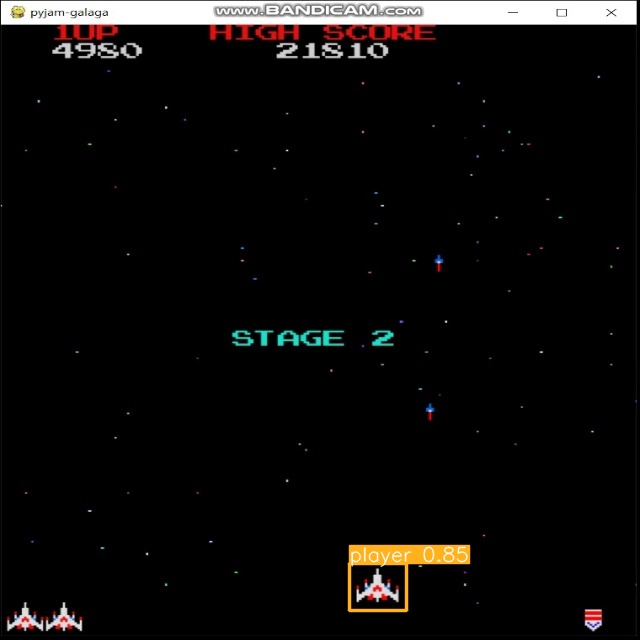 pyjam-galaga
www.BANDICAM.com
1UP HIGH SCORE
4980 21810
STAGE 2
player 0.85